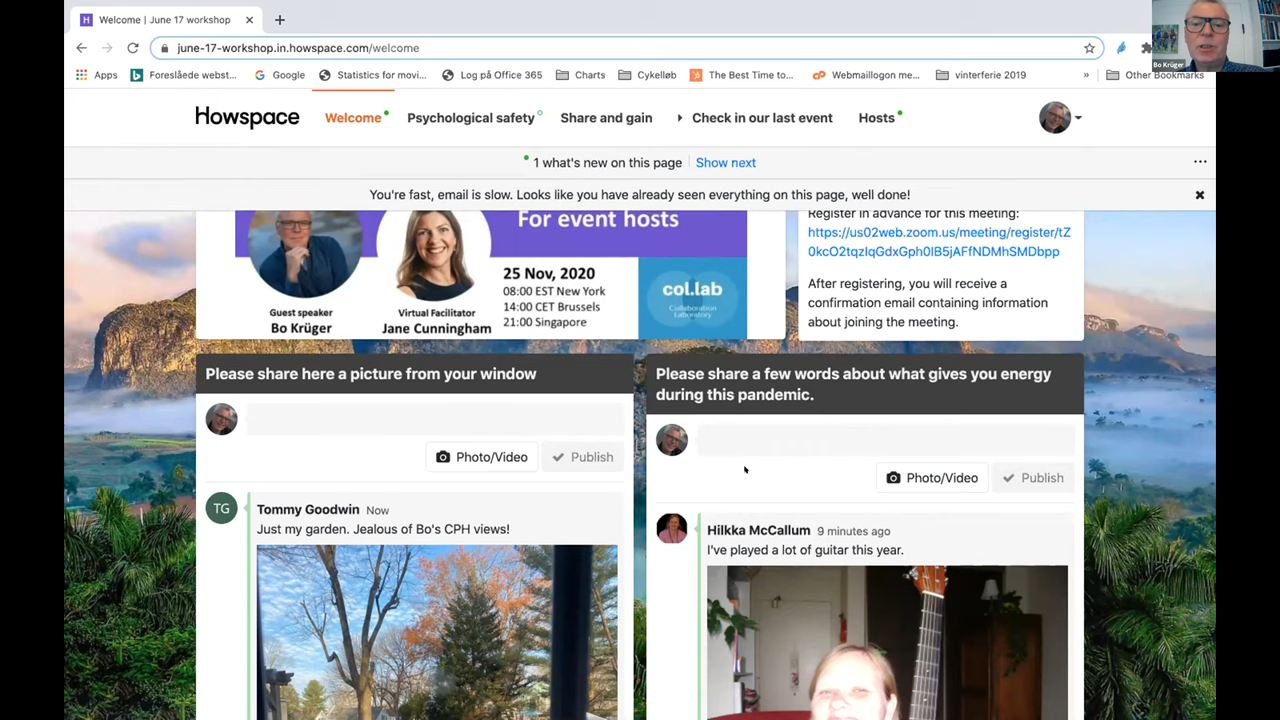 H Welcome | June 17 workshop
june-17-workshop.in.howspace.com/welcome
Apps Foreslåede webst... Google Statistics for movi... Log på Office 365 Charts Cykelløb The Best Time to... Webmaillogon me... vinterferie 2019 » Other Bookmarks
Bo Krüger
Howspace Welcome Psychological safety Share and gain Check in our last event Hosts
1 what's new on this page Show next
You're fast, email is slow. Looks like you have already seen everything on this page, well done!
For event hosts
25 Nov, 2020
08:00 EST New York
14:00 CET Brussels
21:00 Singapore
col.lab
Collaboration
Laboratory
Guest speaker
Bo Krüger
Virtual Facilitator
Jane Cunningham
Register in advance for this meeting:
https://us02web.zoom.us/meeting/register/tZ
0kcO2tqzIqGdxGph0lB5jAFfNDMhSMDbpp
After registering, you will receive a
confirmation email containing information
about joining the meeting.
Please share here a picture from your window
Photo/Video Publish
TG
Tommy Goodwin Now
Just my garden. Jealous of Bo's CPH views!
Please share a few words about what gives you energy
during this pandemic.
Photo/Video Publish
Hilkka McCallum 9 minutes ago
I've played a lot of guitar this year.